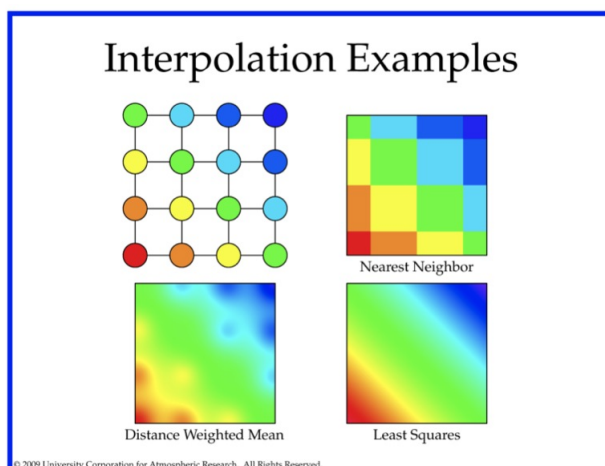 Interpolation Examples
Nearest Neighbor
Distance Weighted Mean
Least Squares
© 2009 University Corporation for Atmospheric Research. All Rights Reserved